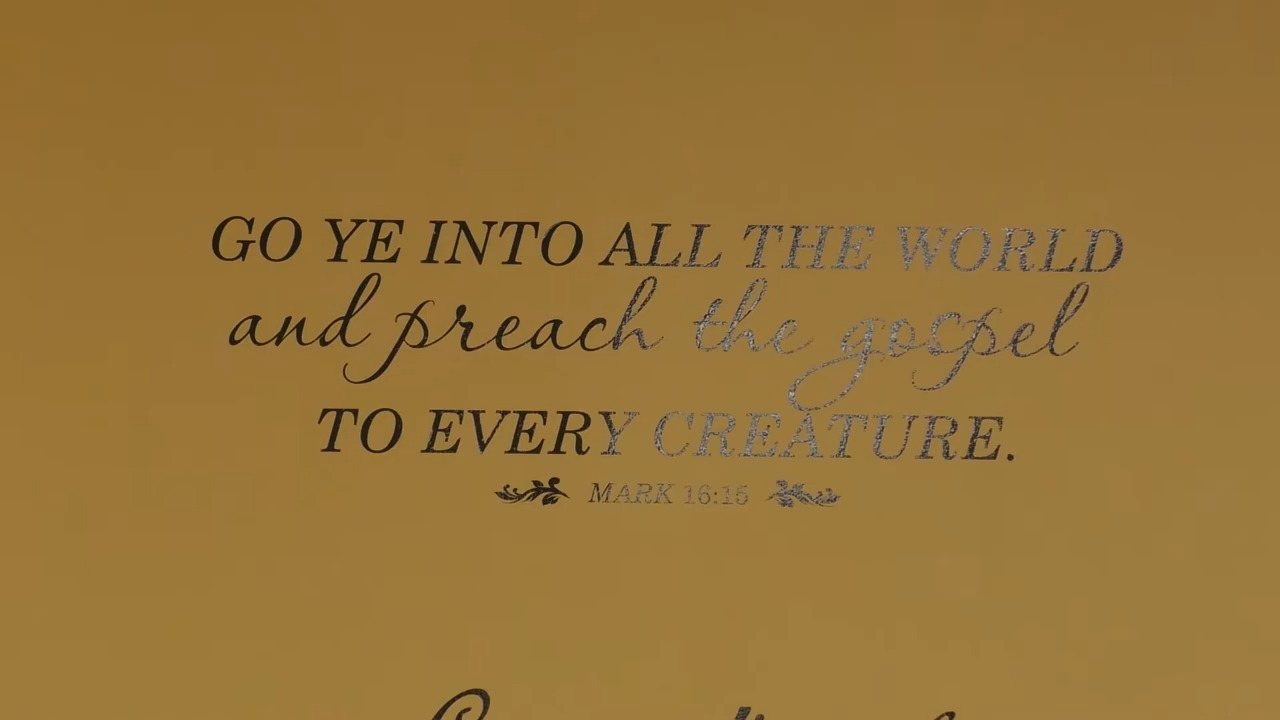 GO YE INTO ALL THE WORLD
and preach the gospel
TO EVERY CREATURE.
MARK 16:15